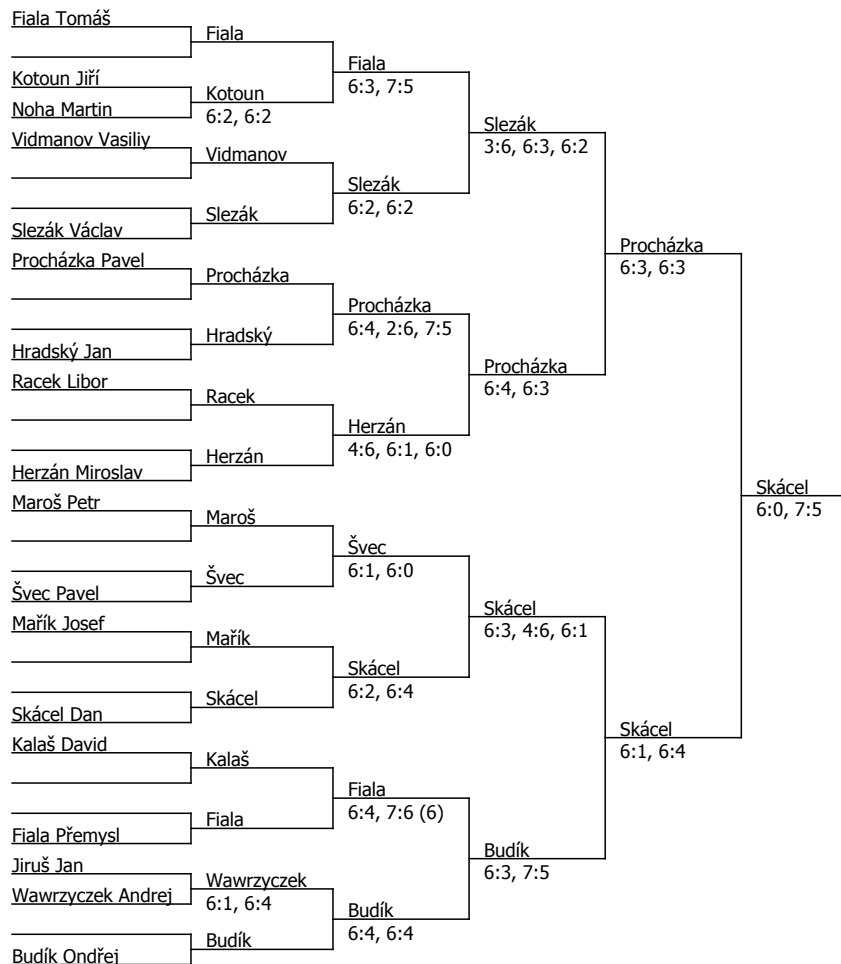 Fiala Tomáš
Kotoun Jiří
Noha Martin
Vidmanov Vasiliy
Slezák Václav
Procházka Pavel
Hradský Jan
Racek Libor
Herzán Miroslav
Maroš Petr
Švec Pavel
Mařík Josef
Skácel Dan
Kalaš David
Fiala Přemysl
Jiruš Jan
Wawrzyczek Andrej
Budík Ondřej
Fiala
Kotoun
6:2, 6:2
Vidmanov
Slezák
Procházka
Hradský
Racek
Herzán
Maroš
Švec
Mařík
Skácel
Kalaš
Fiala
Wawrzyczek
6:1, 6:4
Budík
Fiala
6:3, 7:5
Slezák
6:2, 6:2
Procházka
6:4, 2:6, 7:5
Herzán
4:6, 6:1, 6:0
Švec
6:1, 6:0
Skácel
6:2, 6:4
Fiala
6:4, 7:6 (6)
Budík
6:4, 6:4
Slezák
3:6, 6:3, 6:2
Procházka
6:4, 6:3
Skácel
6:3, 4:6, 6:1
Budík
6:3, 7:5
Procházka
6:3, 6:3
Skácel
6:1, 6:4
Skácel
6:0, 7:5